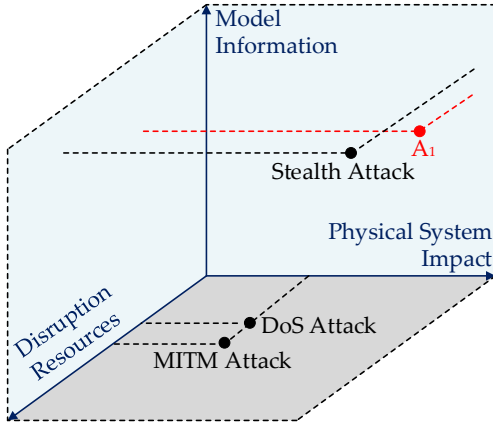 Model
Information
A1
Stealth Attack
Physical System
Impact
Disruption
Resources
DoS Attack
MITM Attack